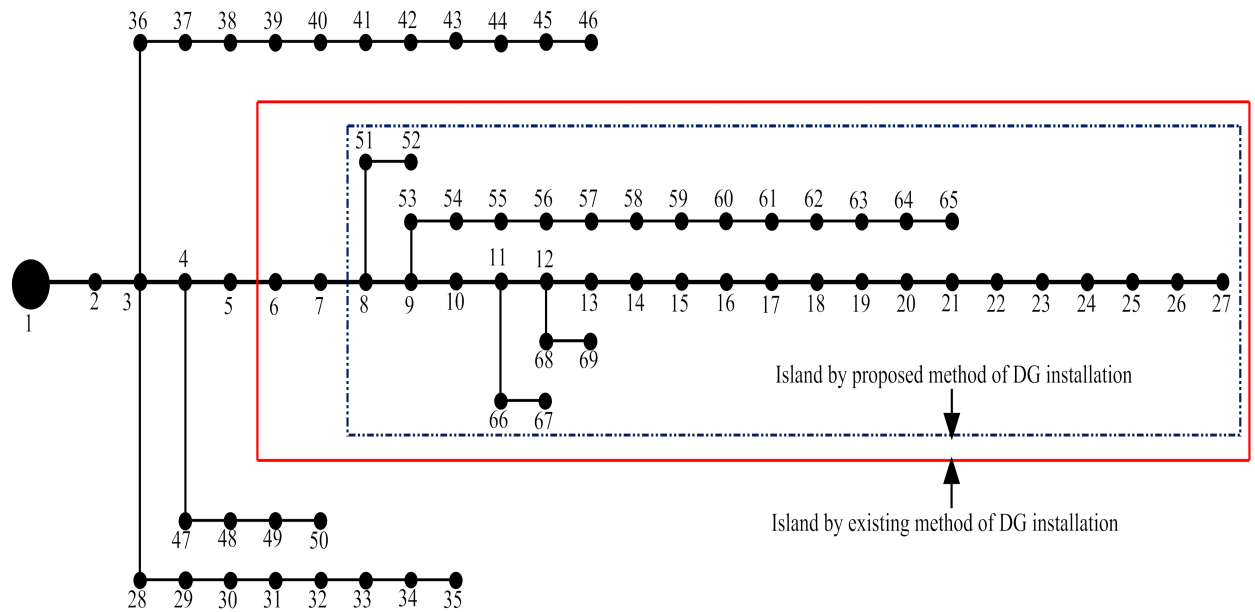 36 37 38 39 40 41 42 43 44 45 46
51 52
53 54 55 56 57 58 59 60 61 62 63 64 65
4 11 12
1 2 3 5 6 7 8 9 10 13 14 15 16 17 18 19 20 21 22 23 24 25 26 27
68 69
Island by proposed method of DG installation
66 67
Island by existing method of DG installation
47 48 49 50
28 29 30 31 32 33 34 35